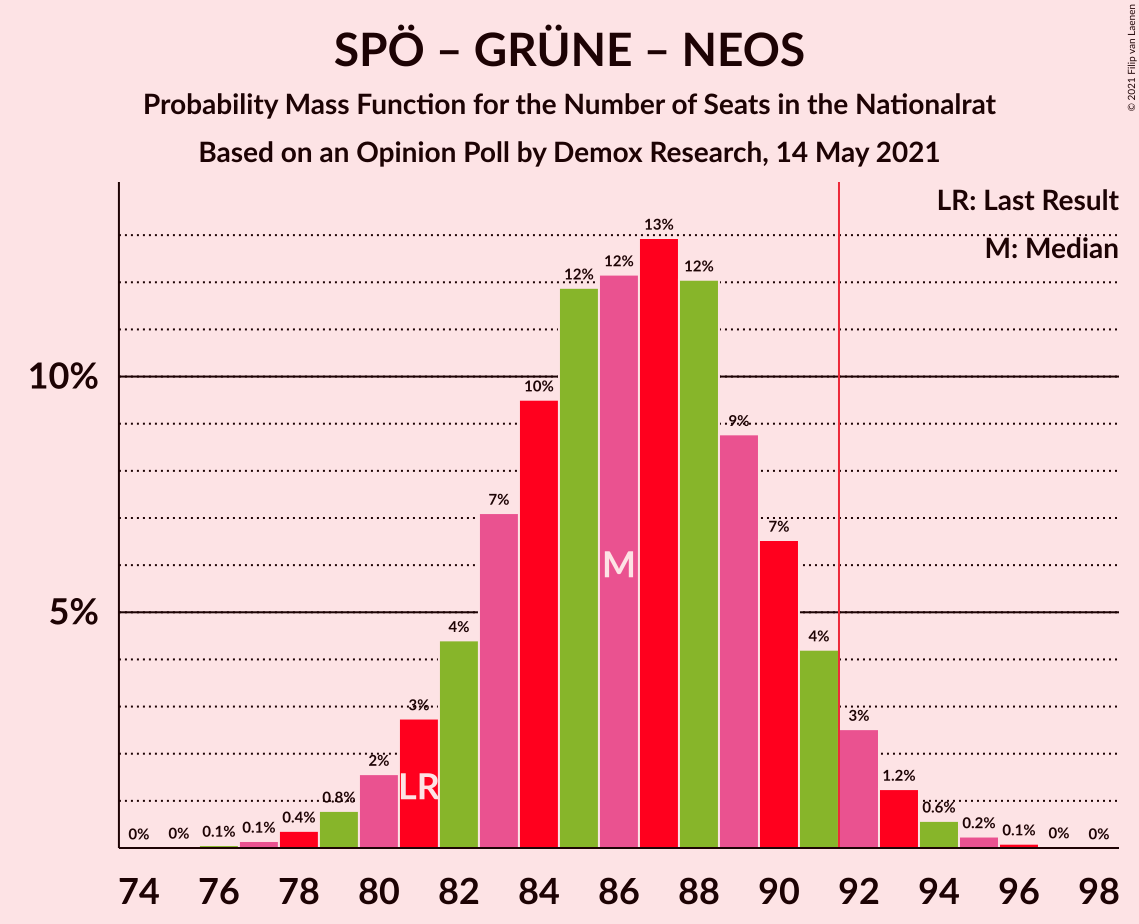 SPÖ – GRÜNE – NEOS
Probability Mass Function for the Number of Seats in the Nationalrat
Based on an Opinion Poll by Demox Research, 14 May 2021
© 2021 Filip van Laenen
LR: Last Result
M: Median
10%
5%
0% 0% 0.1% 0.1% 0.4% 0.8% 2% 3% 4% 7% 10% 12% 12% 13% 12% 9% 7% 4% 3% 1.2% 0.6% 0.2% 0.1% 0% 0%
M
LR
74 76 78 80 82 84 86 88 90 92 94 96 98